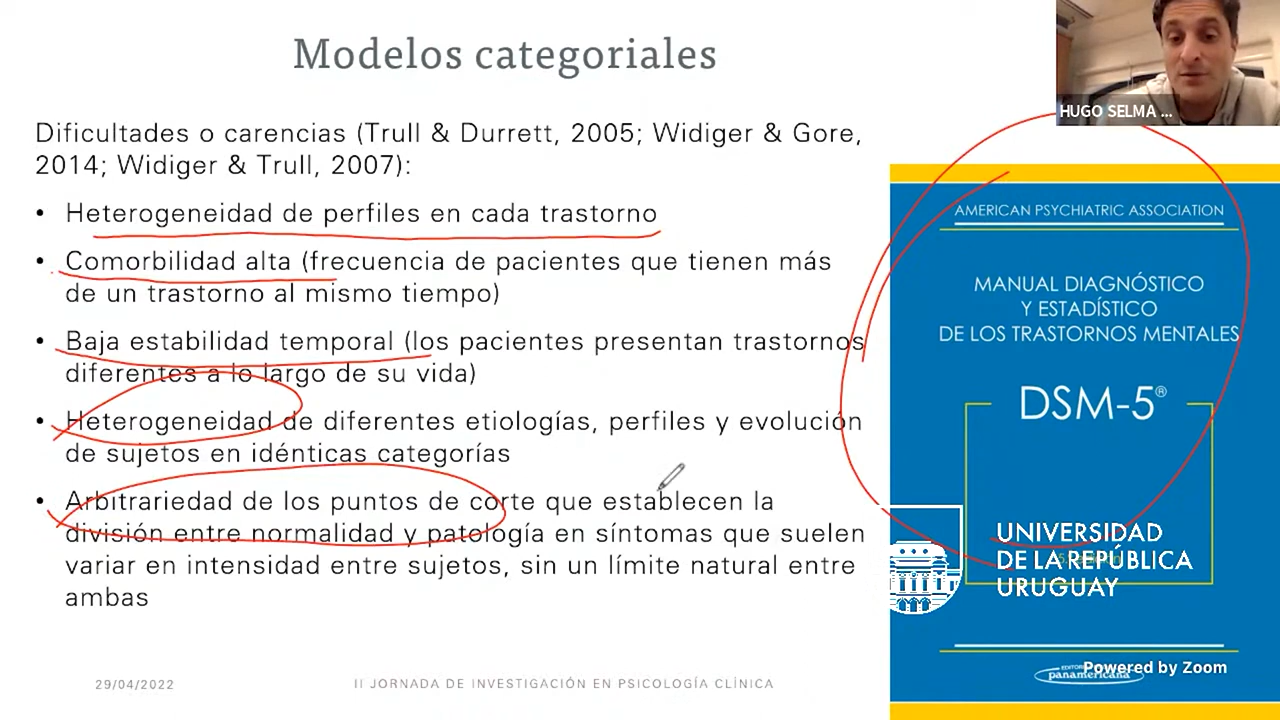 Modelos categoriales
HUGO SELMA ...
Dificultades o carencias (Trull & Durrett, 2005; Widiger & Gore,
2014; Widiger & Trull, 2007):
• Heterogeneidad de perfiles en cada trastorno
• Comorbilidad alta (frecuencia de pacientes que tienen más
de un trastorno al mismo tiempo)
• Baja estabilidad temporal (los pacientes presentan trastornos
diferentes a lo largo de su vida)
• Heterogeneidad de diferentes etiologías, perfiles y evolución
de sujetos en idénticas categorías
• Arbitrariedad de los puntos de corte que establecen la
división entre normalidad y patología en síntomas que suelen
variar en intensidad entre sujetos, sin un límite natural entre
ambas
AMERICAN PSYCHIATRIC ASSOCIATION
MANUAL DIAGNÓSTICO
Y ESTADÍSTICO
DE LOS TRASTORNOS MENTALES
DSM-5®
UNIVERSIDAD
DE LA REPÚBLICA
URUGUAY
panamericana
Powered by Zoom
29/04/2022
II JORNADA DE INVESTIGACIÓN EN PSICOLOGÍA CLÍNICA